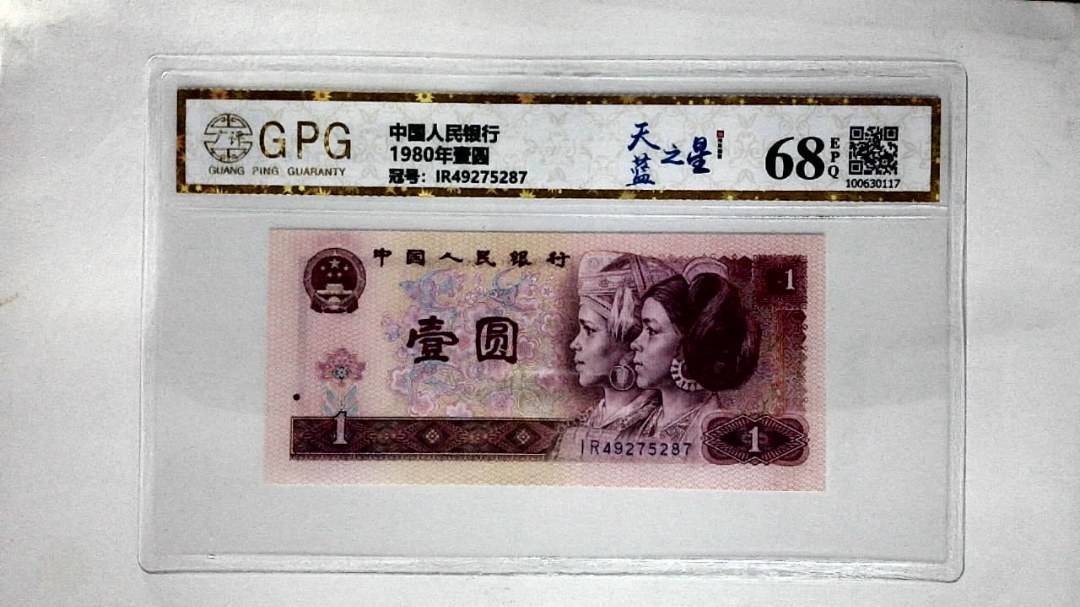 GPG
GUANG PING GUARANTY
中国人民银行
1980年壹圆
冠号: IR49275287
天蓝之星
68
EPQ
100630117
中国人民银行
1
壹圆
1
IR49275287
1